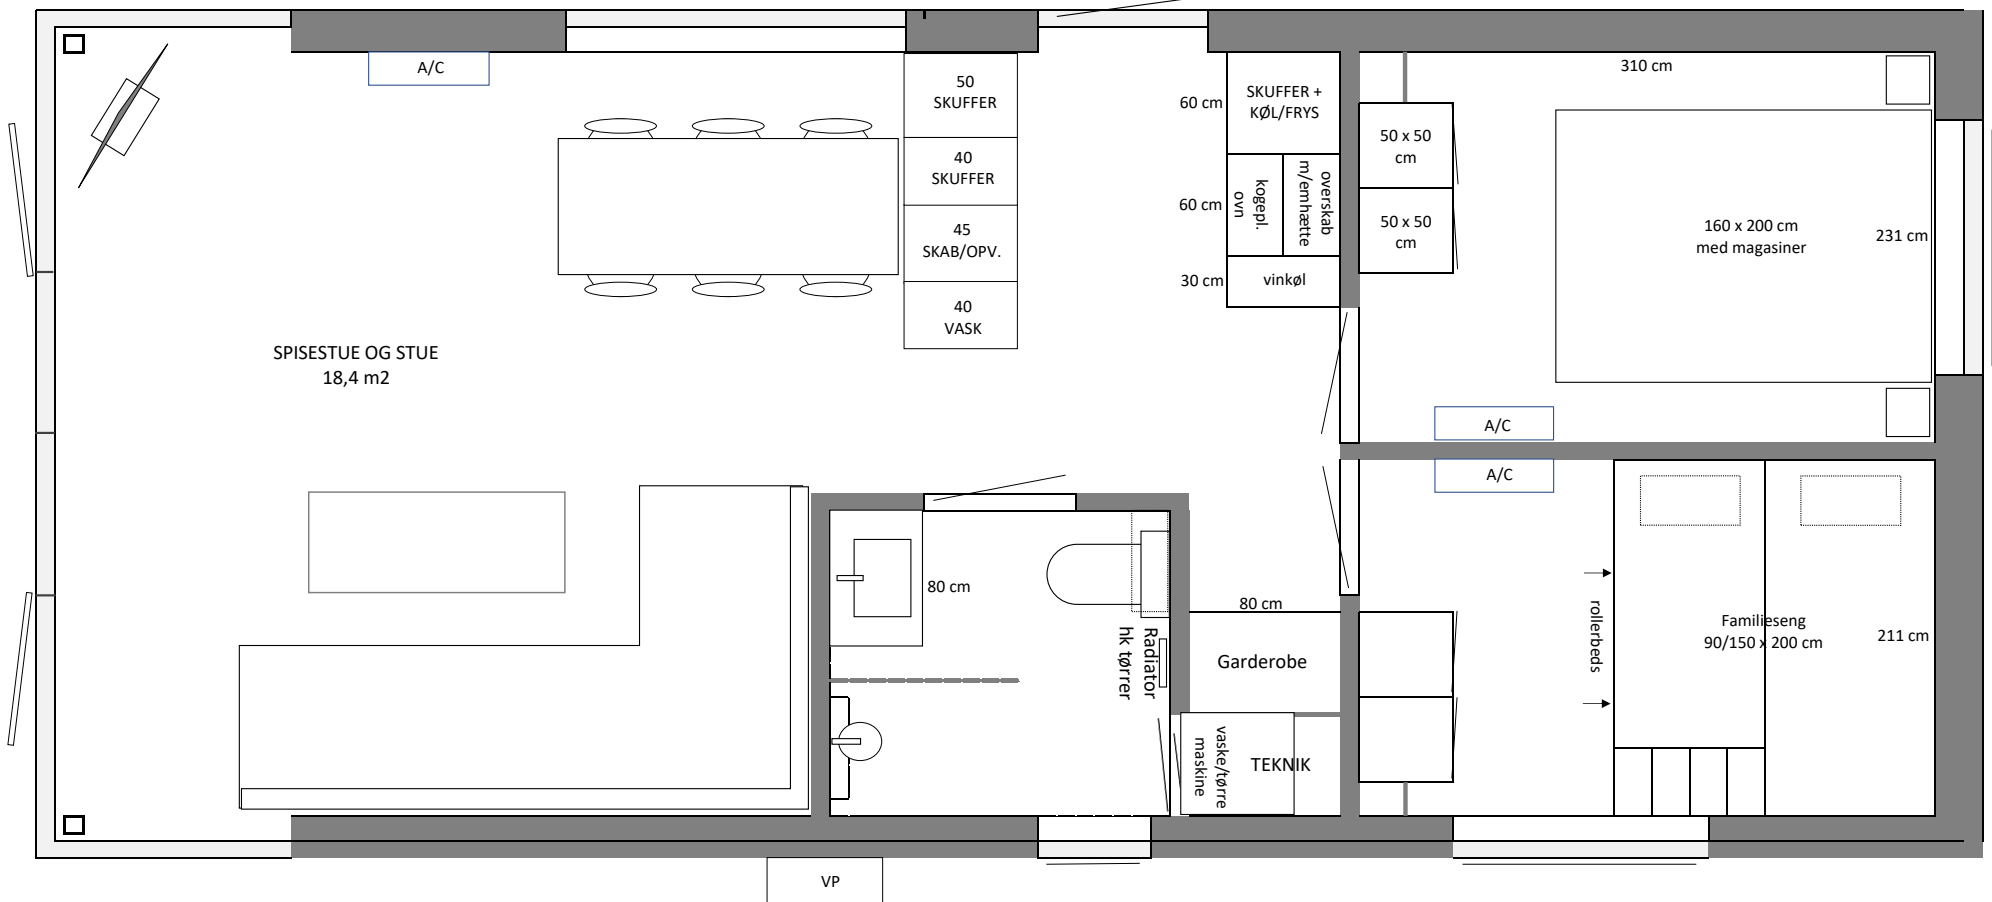 A/C
50
SKUFFER
40
SKUFFER
45
SKAB/OPV.
40
VASK
60 cm
SKUFFER +
KØL/FRYS
60 cm
kogepl.
ovn
overskab
m/emhætte
30 cm
vinkøl
310 cm
50 x 50
cm
50 x 50
cm
160 x 200 cm
med magasiner
231 cm
SPISESTUE OG STUE
18,4 m2
A/C
A/C
80 cm
Radiator
hk tørrer
80 cm
Garderobe
vaske/tørre
maskine
TEKNIK
rollerbeds
Familieseng
90/150 x 200 cm
211 cm
VP